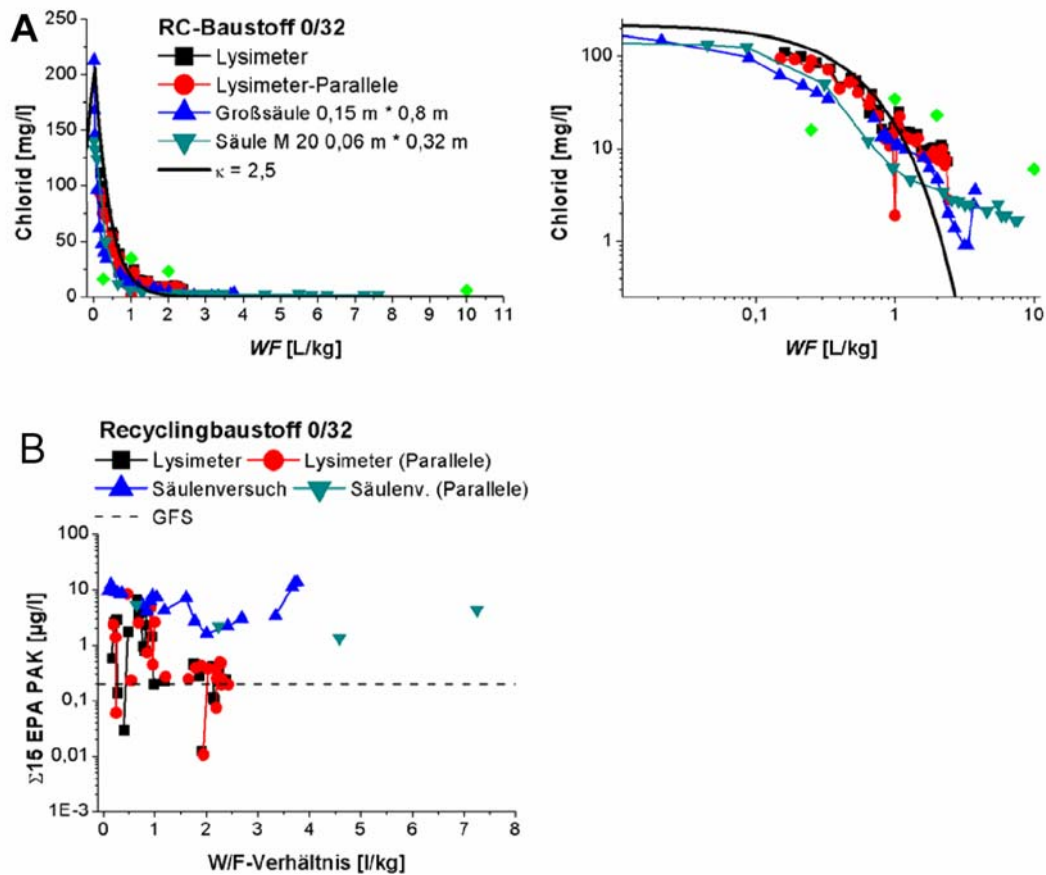 A
RC-Baustoff 0/32
Lysimeter
Lysimeter-Parallele
Großsäule 0,15 m * 0,8 m
Säule M 20 0,06 m * 0,32 m
κ = 2,5
Chlorid [mg/l]
250
200
150
100
50
0
0 1 2 3 4 5 6 7 8 9 10 11
WF [L/kg]
Chlorid [mg/l]
100
10
1
0,1 1 10
WF [L/kg]
B
Recyclingbaustoff 0/32
Lysimeter
Lysimeter (Parallele)
Säulenversuch
Säulenv. (Parallele)
GFS
Σ15 EPA PAK [µg/l]
100
10
1
0,1
0,01
1E-3
0 1 2 3 4 5 6 7 8
W/F-Verhältnis [l/kg]